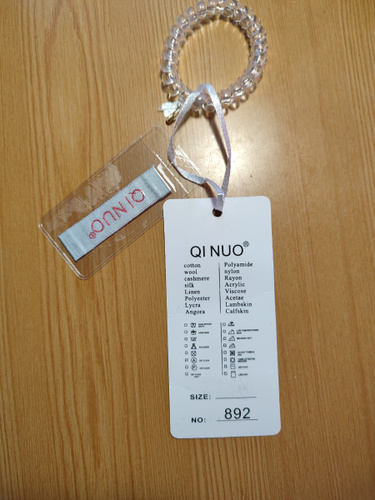 QI NUO®
QI NUO®
cotton
wool
cashmere
silk
Linen
Polyester
Lycra
Angora
Polyamide
nylon
Rayon
Acrylic
Viscose
Acetae
Lambskin
Calfskin
SIZE:
NO: 892